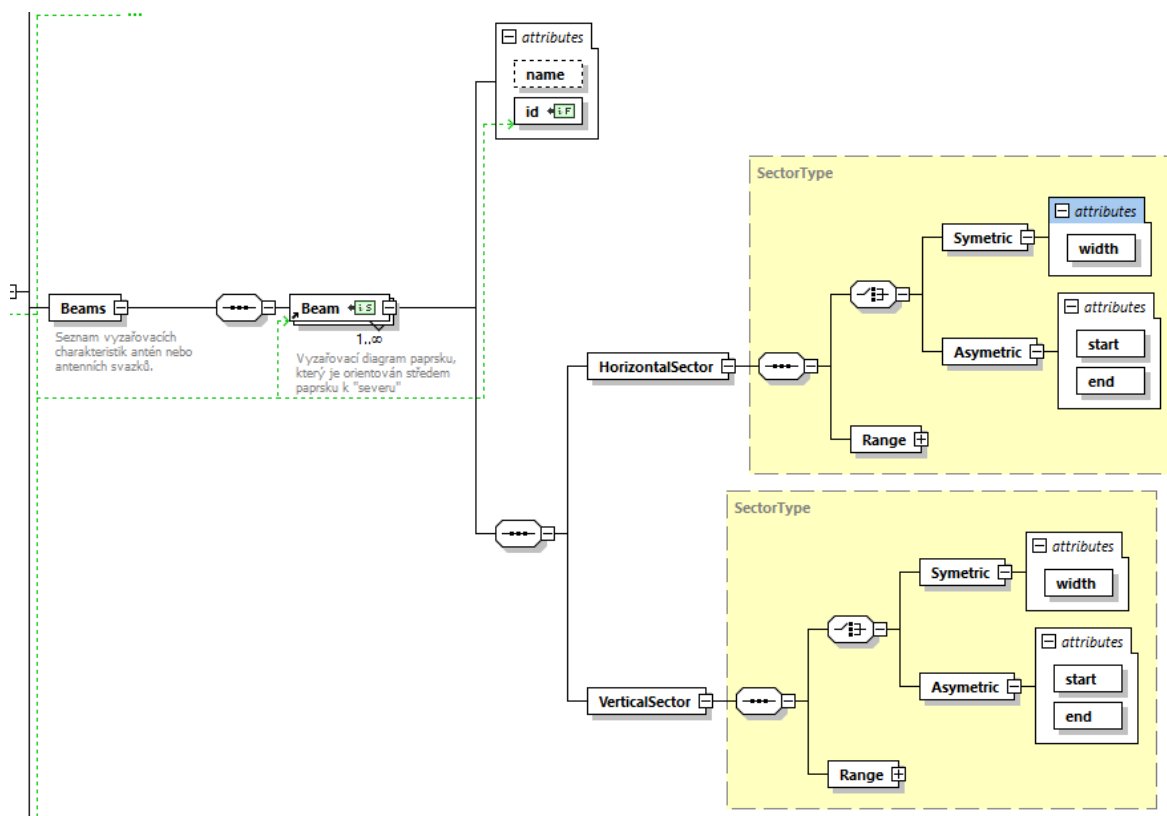 ...
attributes
name
id iF
SectorType
attributes
Symetric
width
Beams
Beam iS
attributes
1..∞
Seznam vyzařovacích
charakteristik antén nebo
antenních svazků.
Vyzařovací diagram paprsku,
který je orientován středem
paprsku k "severu"
start
Asymetric
end
HorizontalSector
Range
SectorType
attributes
Symetric
width
attributes
start
Asymetric
end
VerticalSector
Range